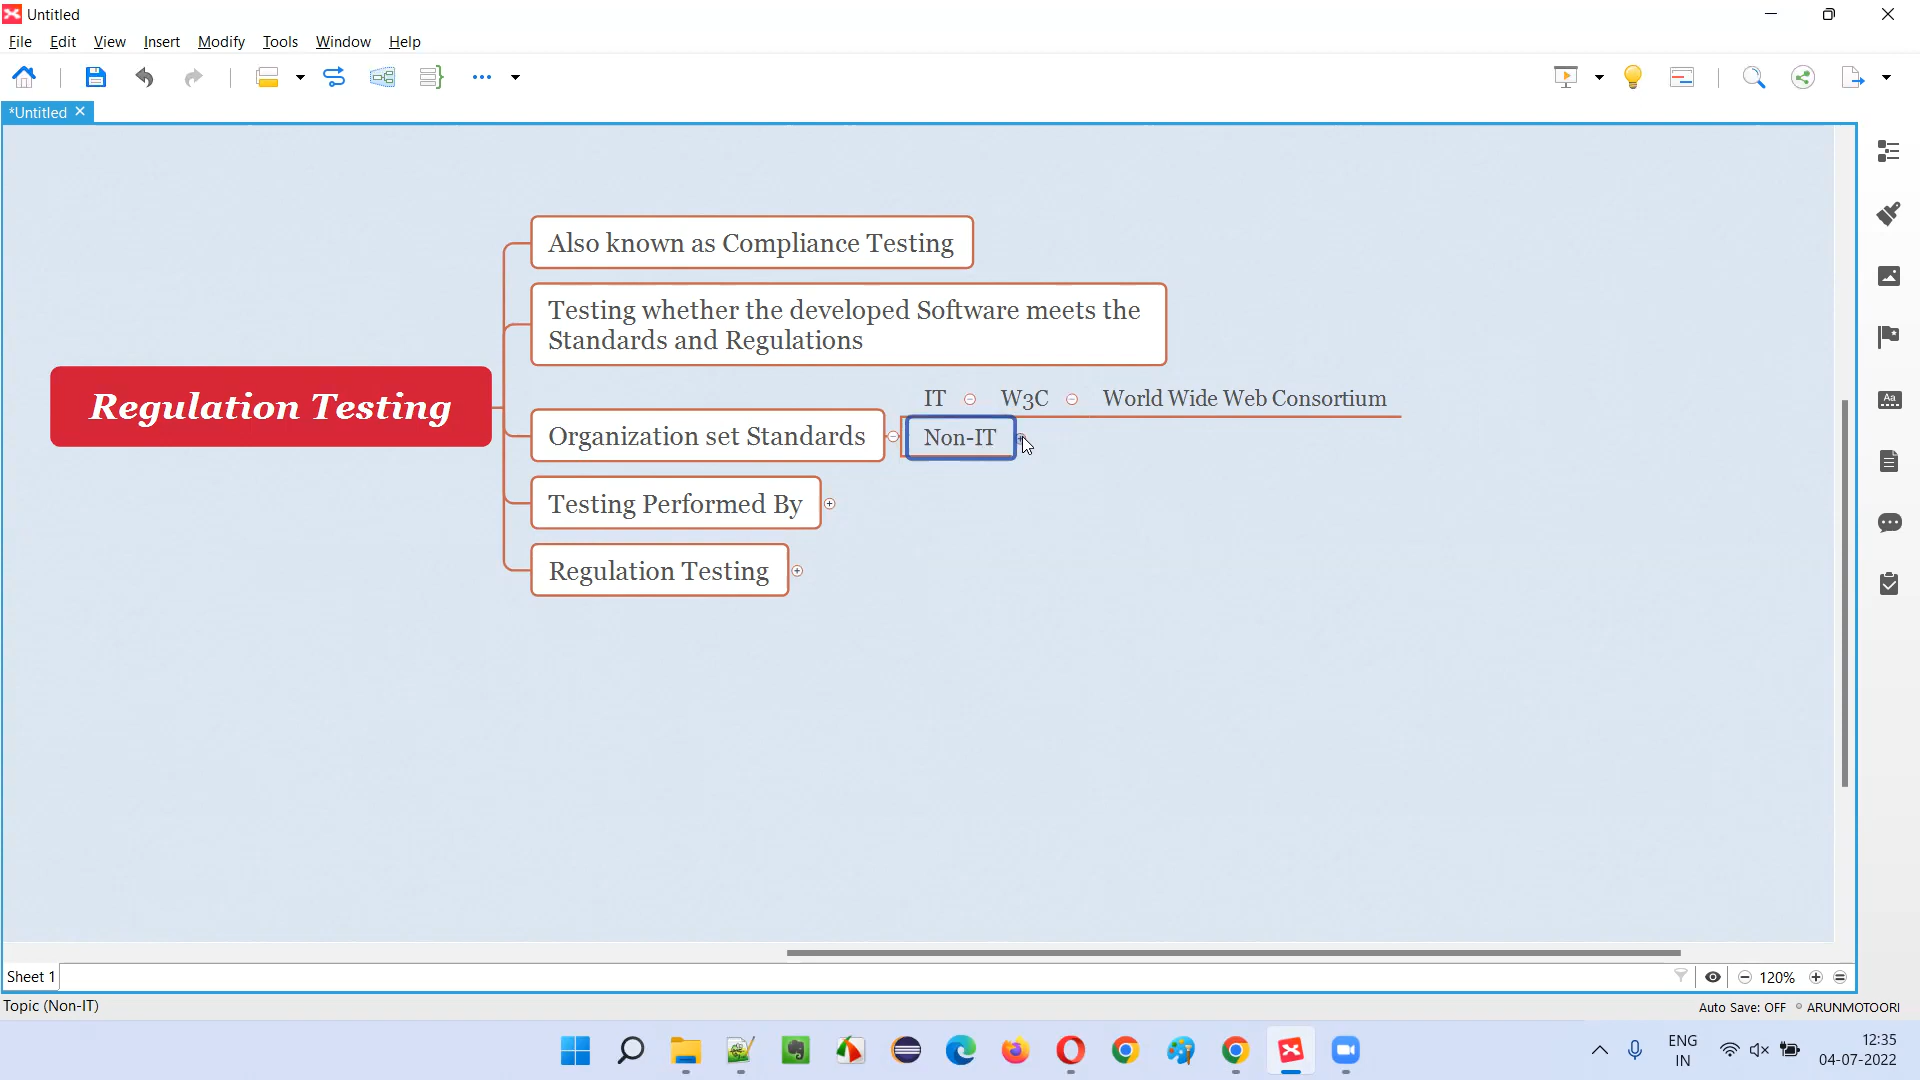 Untitled
File Edit View Insert Modify Tools Window Help
*Untitled
Also known as Compliance Testing
Testing whether the developed Software meets the
Standards and Regulations
Regulation Testing
IT W3C World Wide Web Consortium
Organization set Standards
Non-IT
Testing Performed By
Regulation Testing
Aa
Sheet 1
120%
Topic (Non-IT)
Auto Save: OFF ARUNMOTOORI
ENG
IN
12:35
04-07-2022